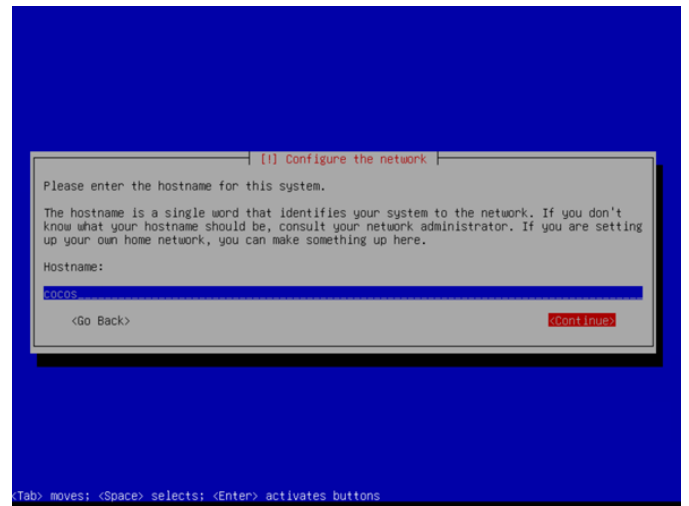 [!] Configure the network
Please enter the hostname for this system.
The hostname is a single word that identifies your system to the network. If you don't
know what your hostname should be, consult your network administrator. If you are setting
up your own home network, you can make something up here.
Hostname:
cocos
<Go Back> <Continue>
<Tab> moves; <Space> selects; <Enter> activates buttons